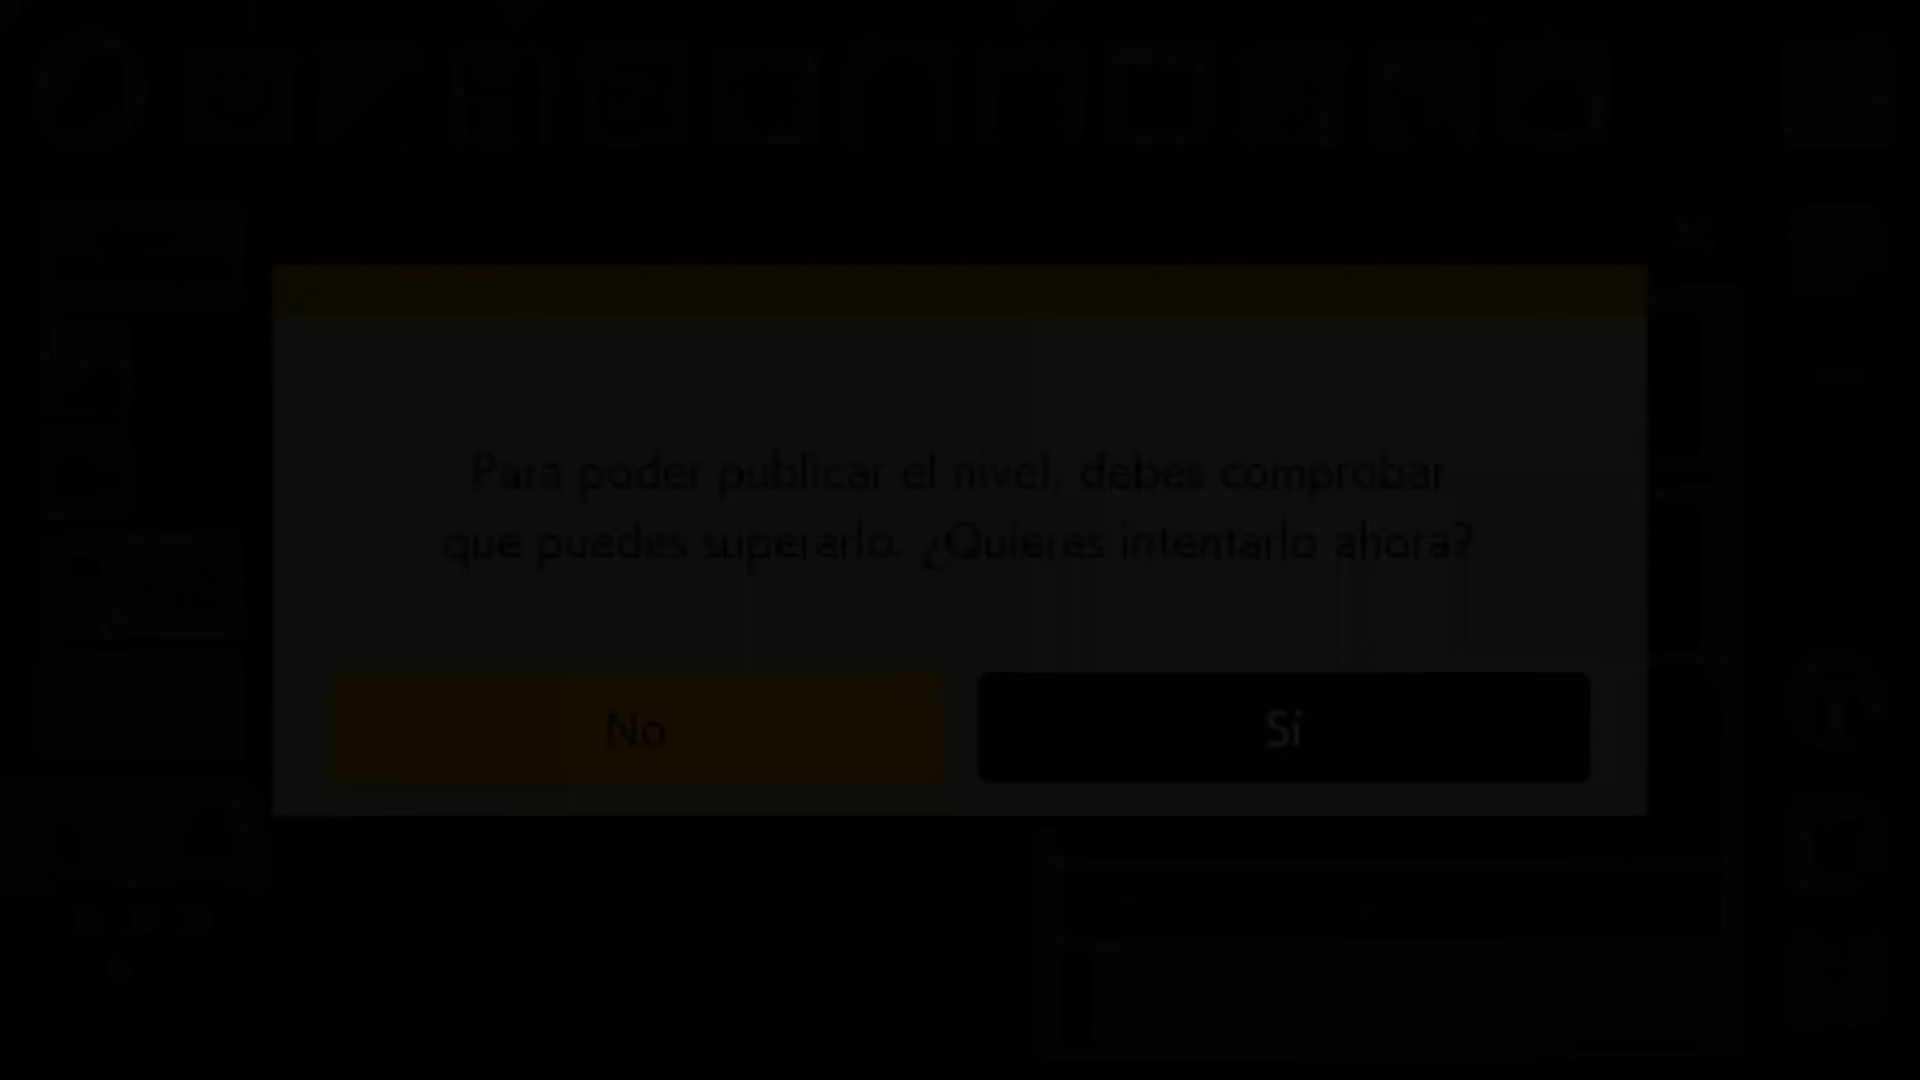 Para poder publicar el nivel, debes comprobar
que puedes superarlo. ¿Quieres intentarlo ahora?
No
Sí